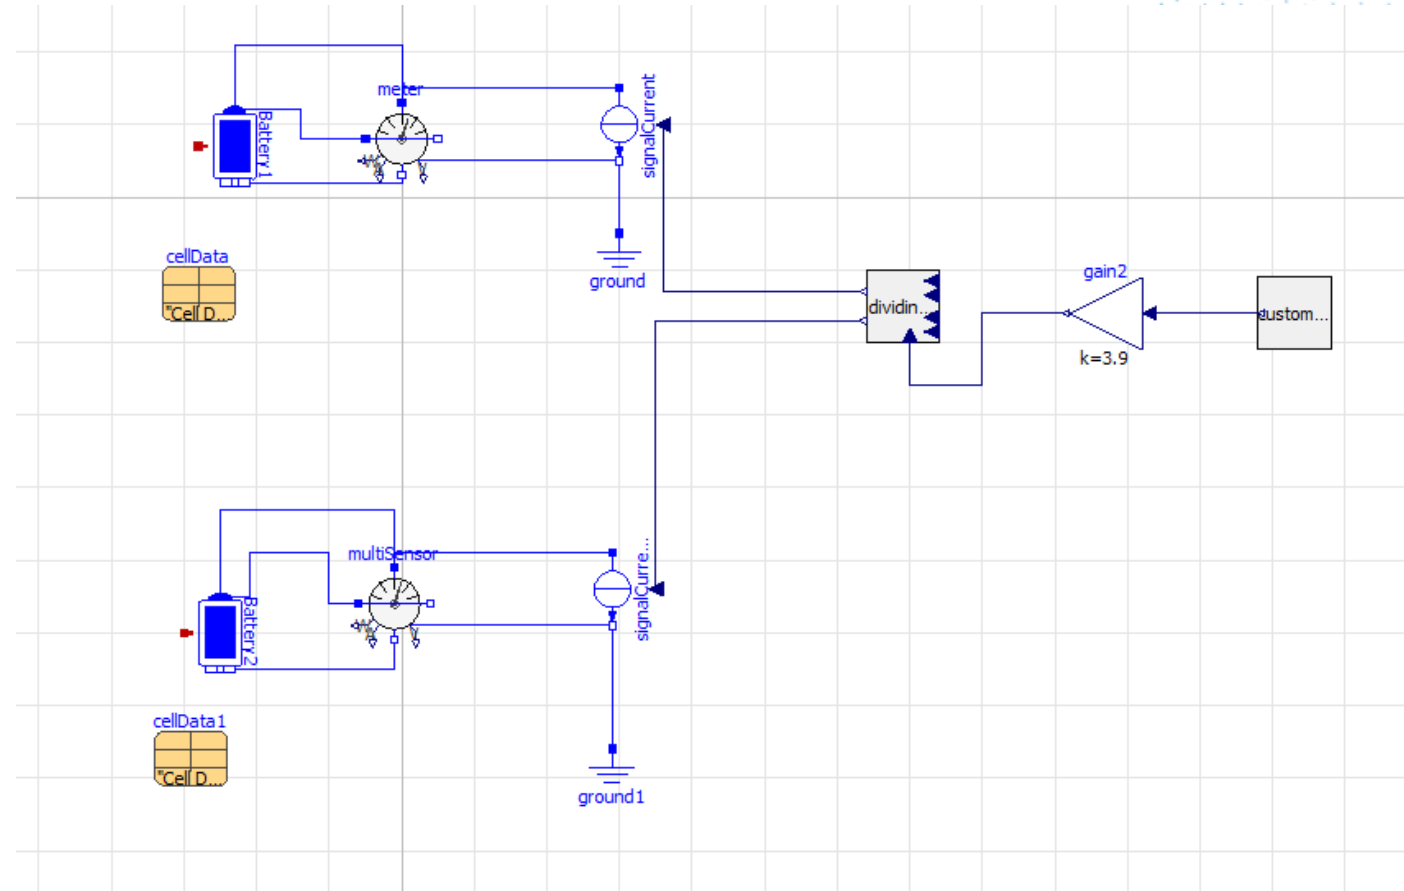 meter
Battery1
signalCurrent
cellData
"Cell D...
ground
dividin...
gain2
k=3.9
custom...
multiSensor
Battery2
signalCurre...
cellData1
"Cell D...
ground1